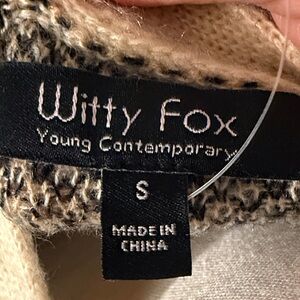 Witty Fox
Young Contemporary
S
MADE IN
CHINA